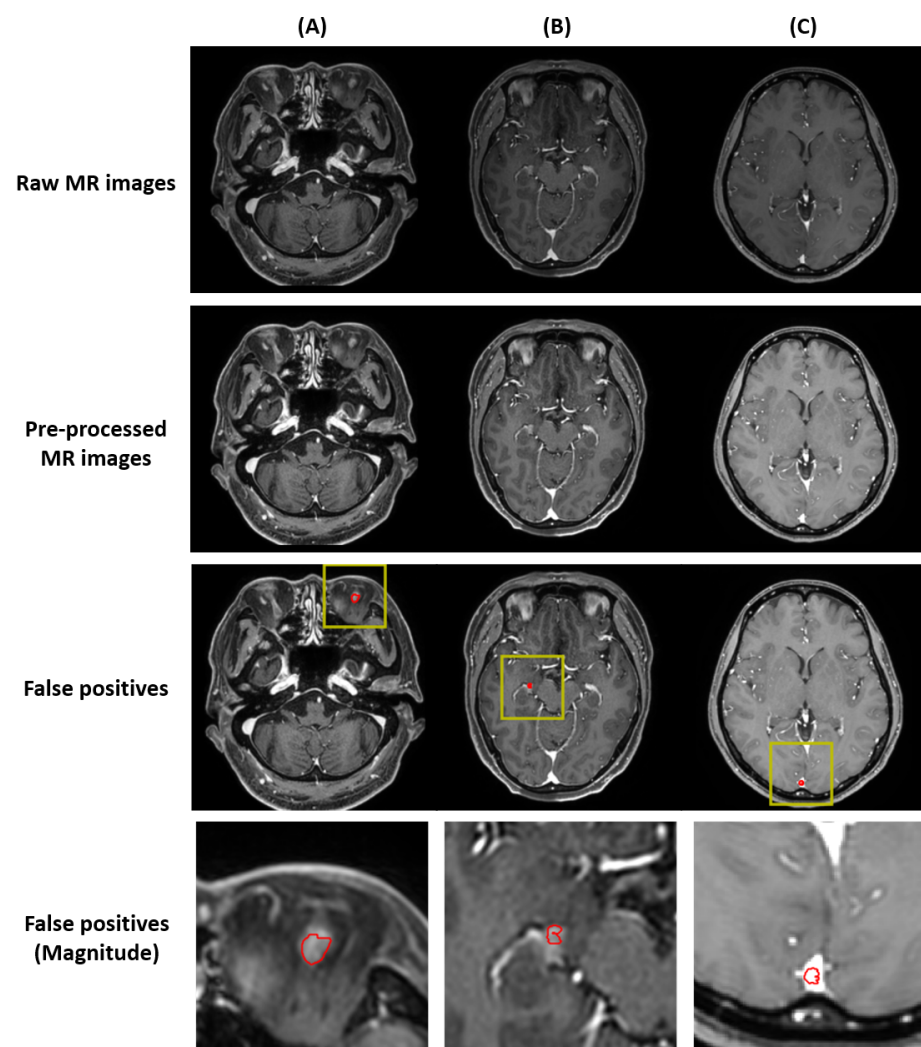 (A)
(B)
(C)
Raw MR images
Pre-processed
MR images
False positives
False positives
(Magnitude)